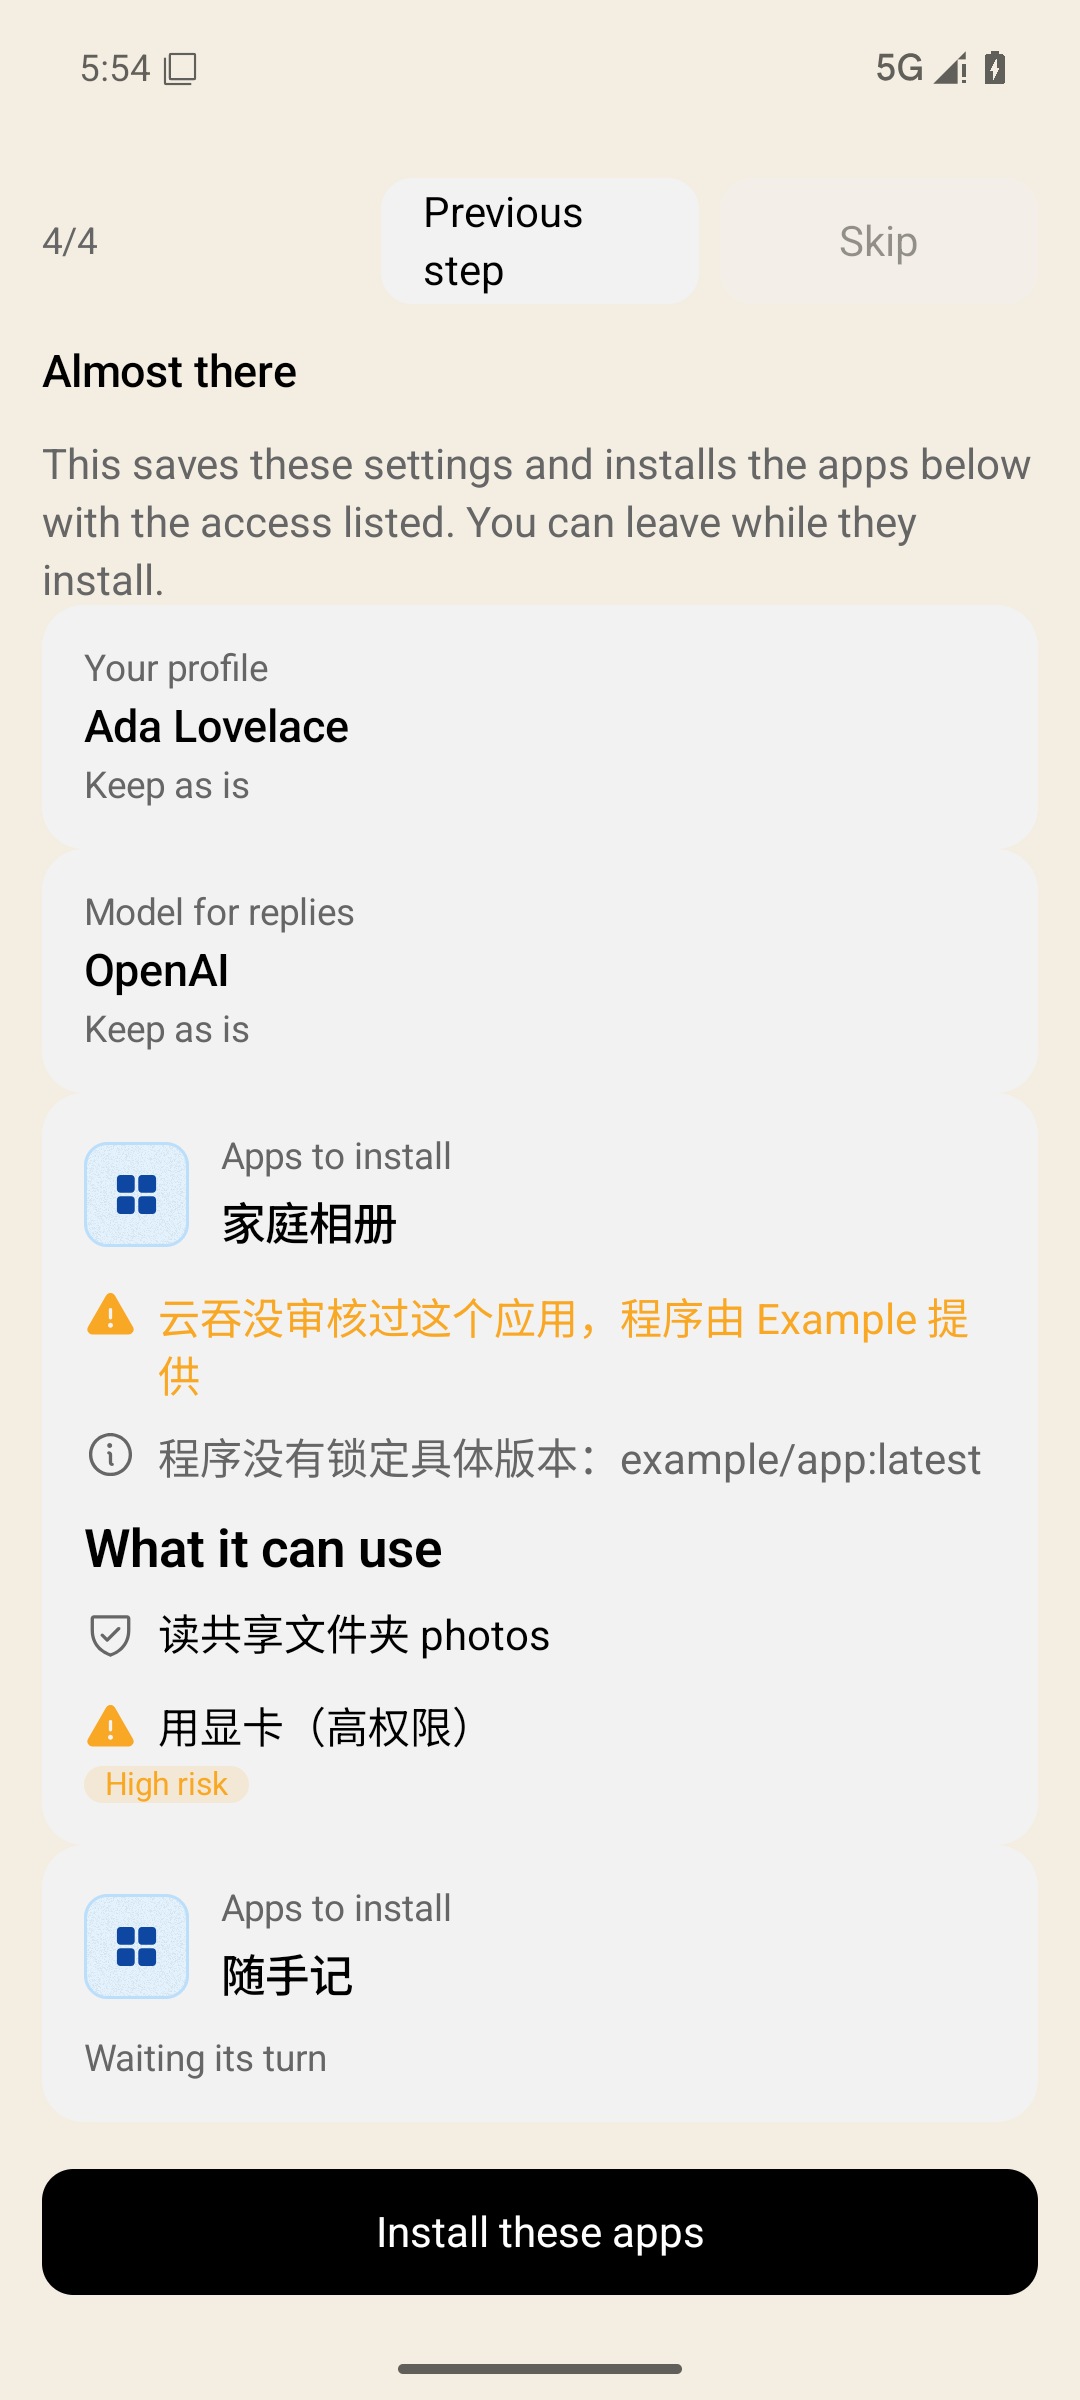 5:54
5G
4/4
Previous
step
Skip
Almost there
This saves these settings and installs the apps below
with the access listed. You can leave while they
install.
Your profile
Ada Lovelace
Keep as is
Model for replies
OpenAI
Keep as is
Apps to install
家庭相册
云吞没审核过这个应用，程序由 Example 提
供
程序没有锁定具体版本：example/app:latest
What it can use
读共享文件夹 photos
用显卡（高权限）
High risk
Apps to install
随手记
Waiting its turn
Install these apps